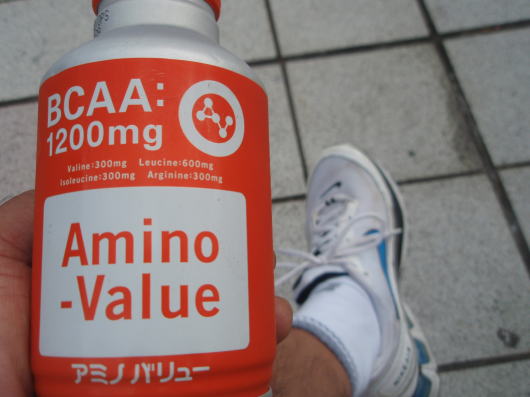 BCAA:
1200mg
Valine:300mg Leucine:600mg
Isoleucine:300mg Arginine:300mg
Amino
-Value
アミノバリュー